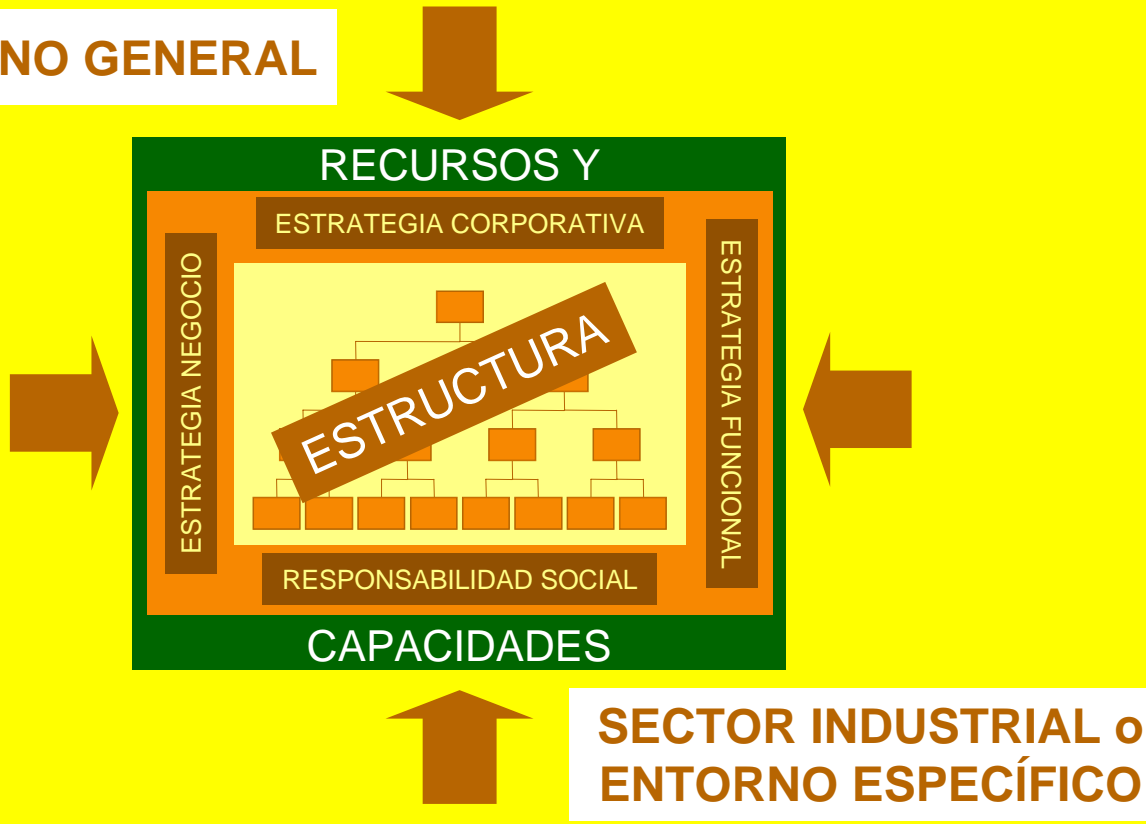 NO GENERAL
RECURSOS Y
ESTRATEGIA CORPORATIVA
ESTRATEGIA NEGOCIO
ESTRUCTURA
ESTRATEGIA FUNCIONAL
RESPONSABILIDAD SOCIAL
CAPACIDADES
SECTOR INDUSTRIAL o
ENTORNO ESPECÍFICO